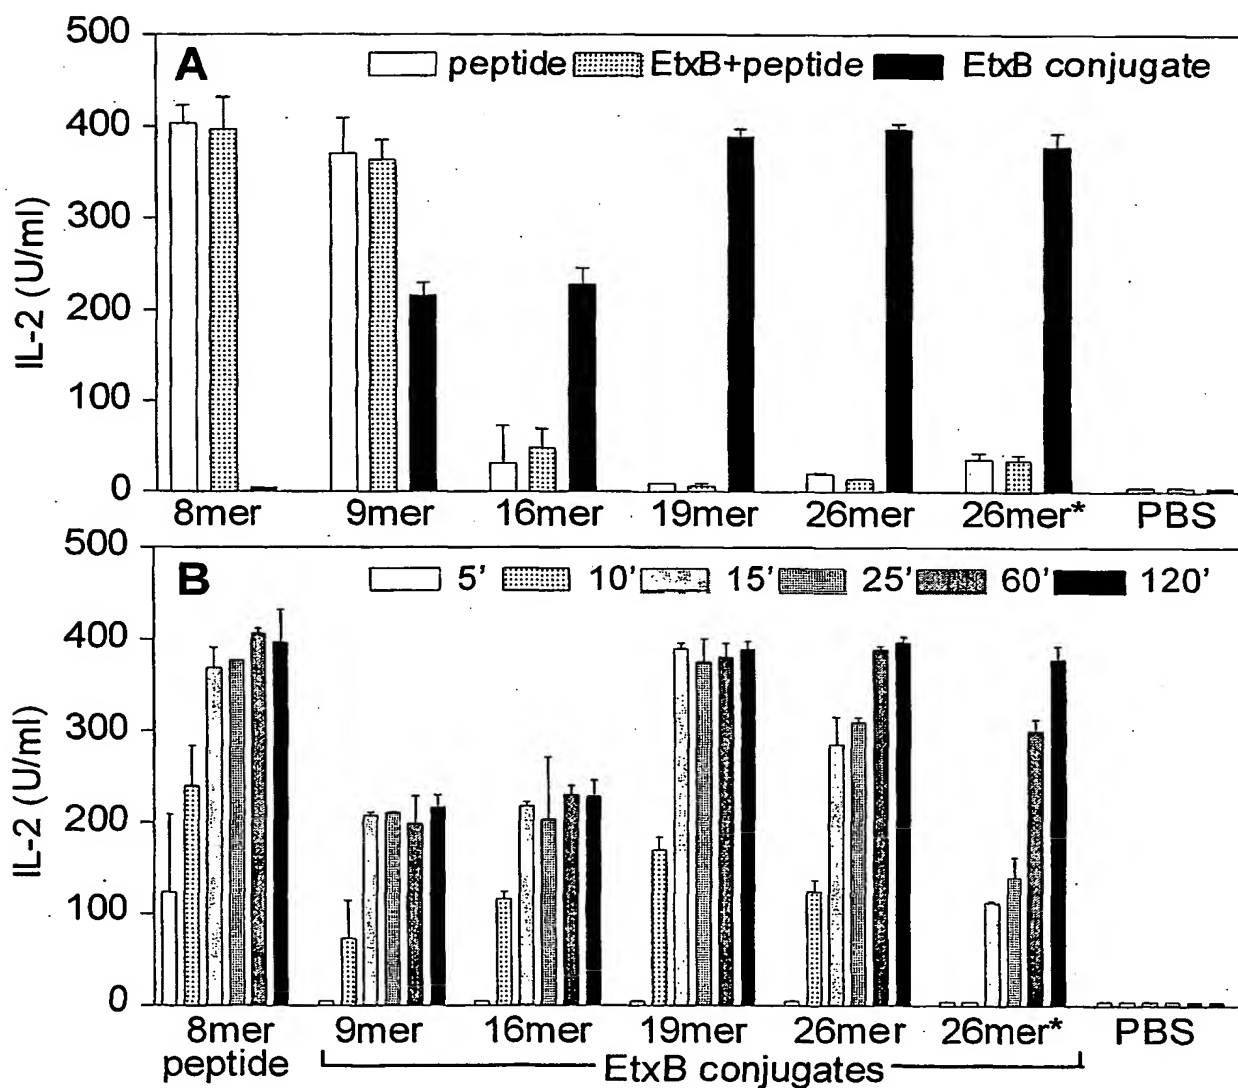 500
A peptide EtxB+peptide EtxB conjugate
400
300
200
100
0
IL-2 (U/ml)
8mer 9mer 16mer 19mer 26mer 26mer* PBS
500
B 5' 10' 15' 25' 60' 120'
400
300
200
100
0
IL-2 (U/ml)
8mer 9mer 16mer 19mer 26mer 26mer* PBS
peptide EtxB conjugates